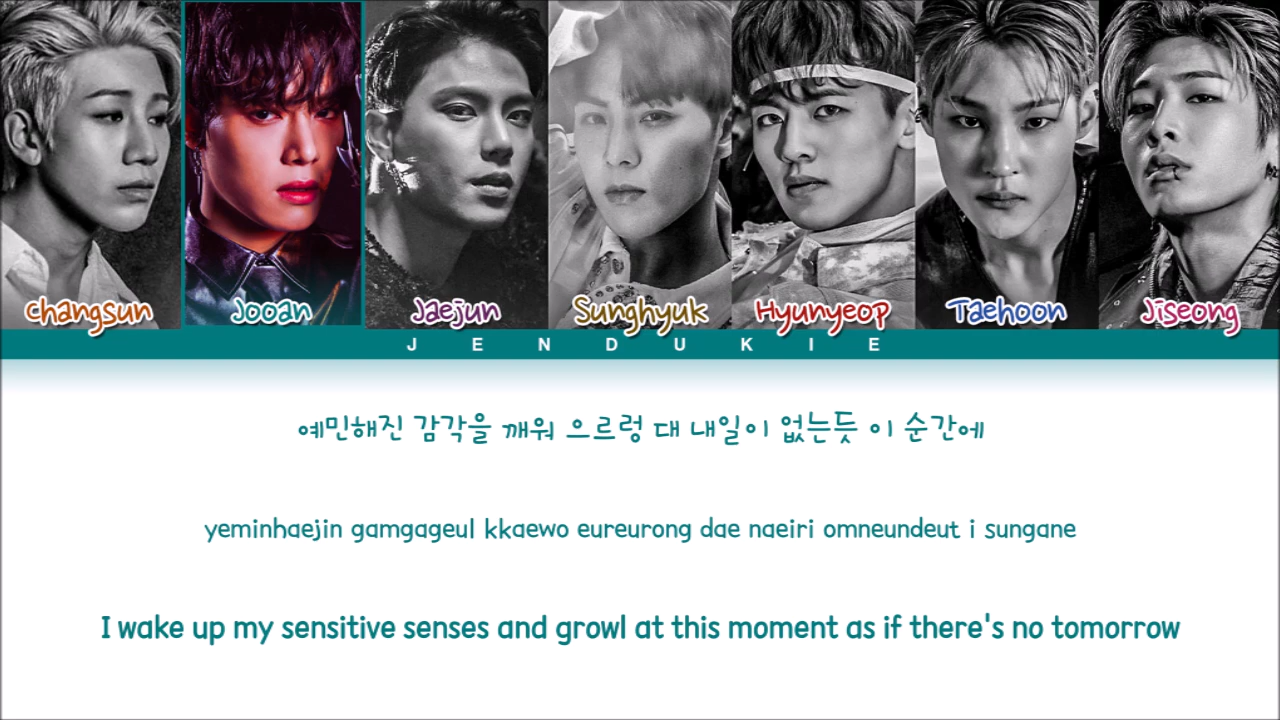 Changsun Jooan Jaejun Sunghyuk Hyunyeop Taehoon Jiseong
JENDUKIE
예민해진 감각을 깨워 으르렁 대 내일이 없는듯 이 순간에
yeminhaejin gamgageul kkaewo eureurong dae naeiri omneundeut i sungane
I wake up my sensitive senses and growl at this moment as if there's no tomorrow